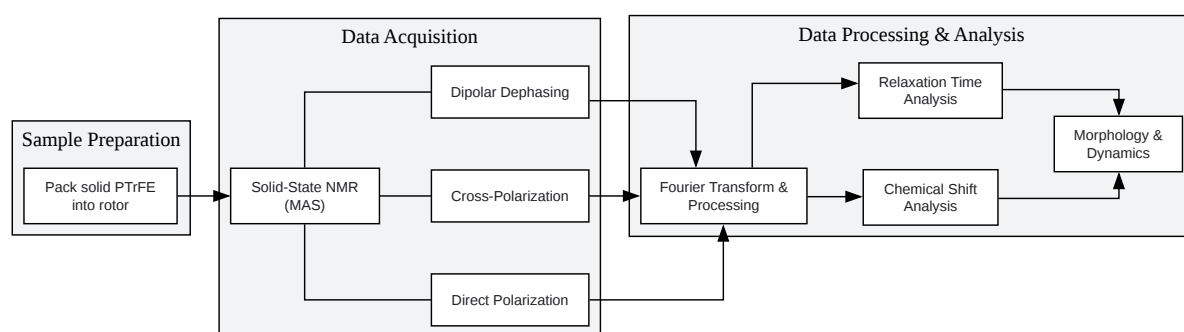 Sample Preparation
Pack solid PTrFE
into rotor
Data Acquisition
Solid-State NMR
(MAS)
Dipolar Dephasing
Cross-Polarization
Direct Polarization
Data Processing & Analysis
Fourier Transform &
Processing
Relaxation Time
Analysis
Chemical Shift
Analysis
Morphology &
Dynamics